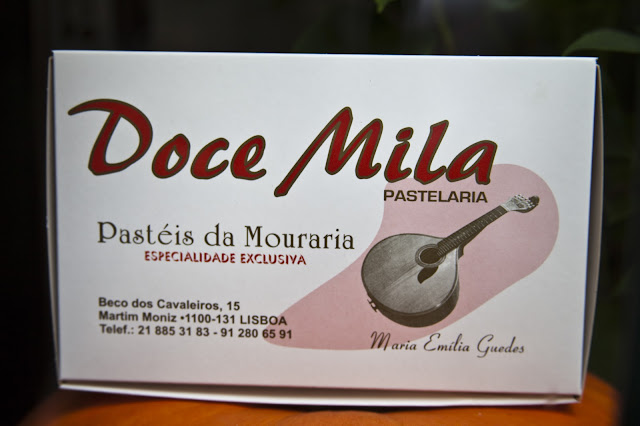 Doce Mila
PASTELARIA
Pastéis da Mouraria
ESPECIALIDADE EXCLUSIVA
Beco dos Cavaleiros, 15
Martim Moniz •1100-131 LISBOA
Telef.: 21 885 31 83 - 91 280 65 91
Maria Emília Guedes